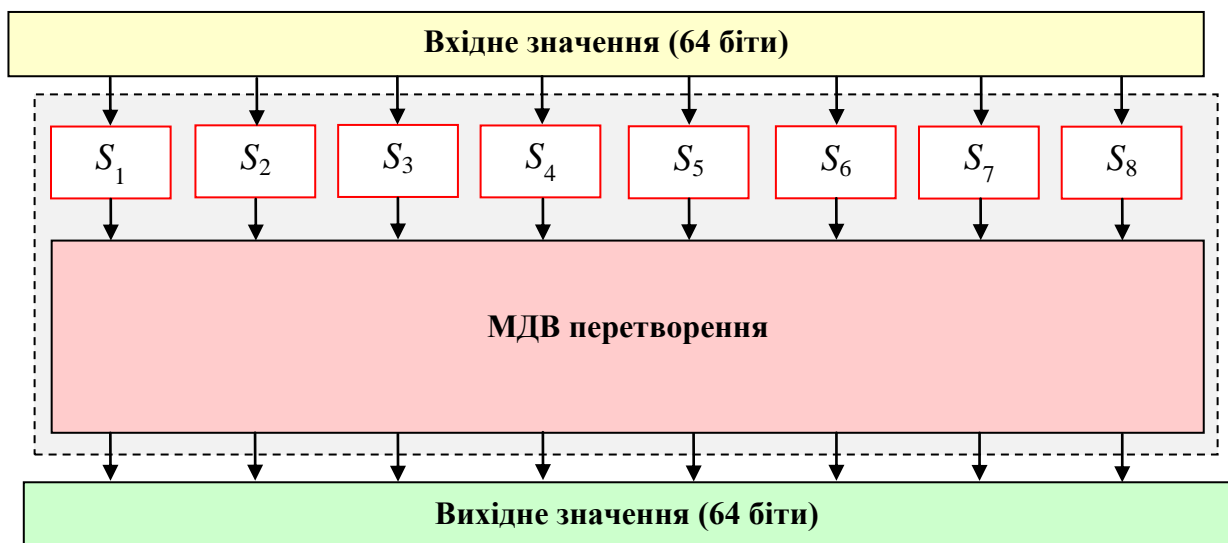 Вхідне значення (64 біти)
S₁ S₂ S₃ S₄ S₅ S₆ S₇ S₈
МДВ перетворення
Вихідне значення (64 біти)